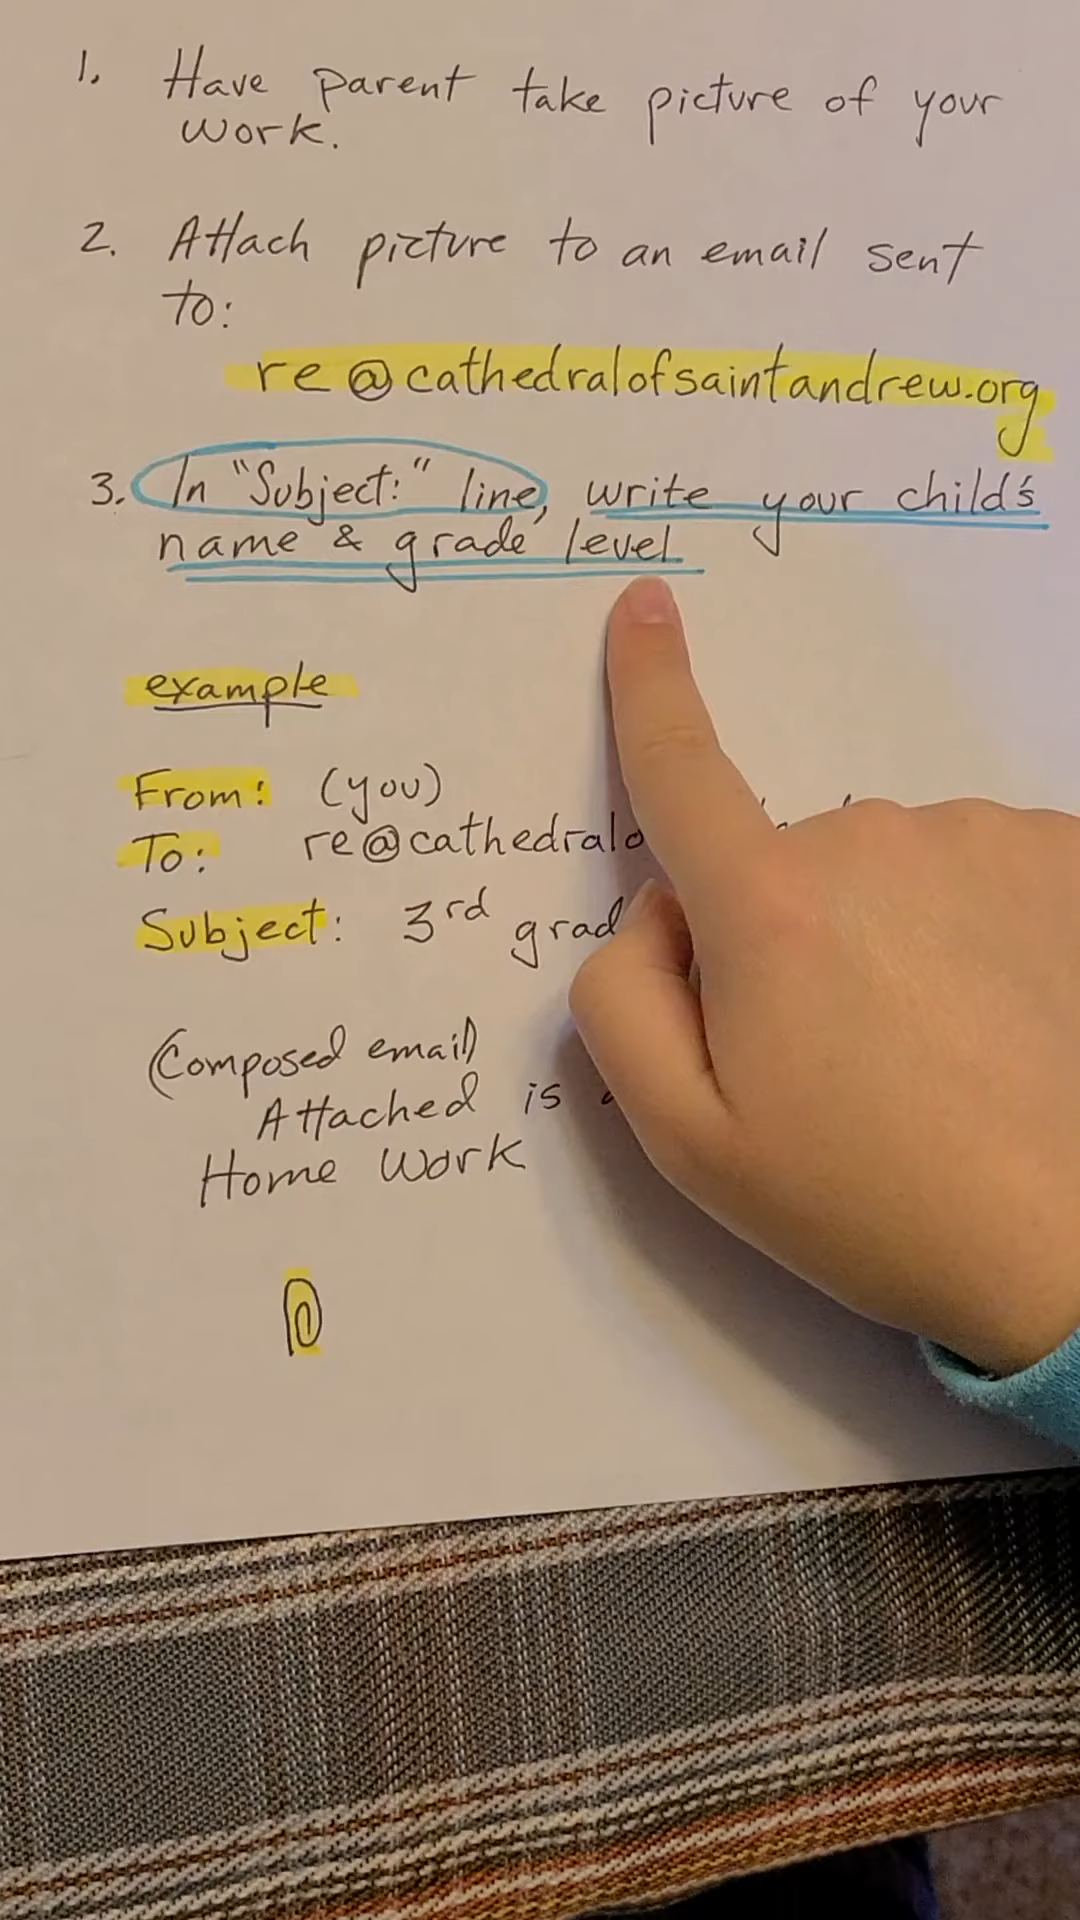 1. Have parent take picture of your
work.
2. Attach picture to an email sent
to:
re@cathedralofsaintandrew.org
3. In "Subject:" line, write your child's
name & grade level
example
From: (you)
To: re@cathedralo
Subject: 3rd grad
(Composed email)
Attached is
Home Work